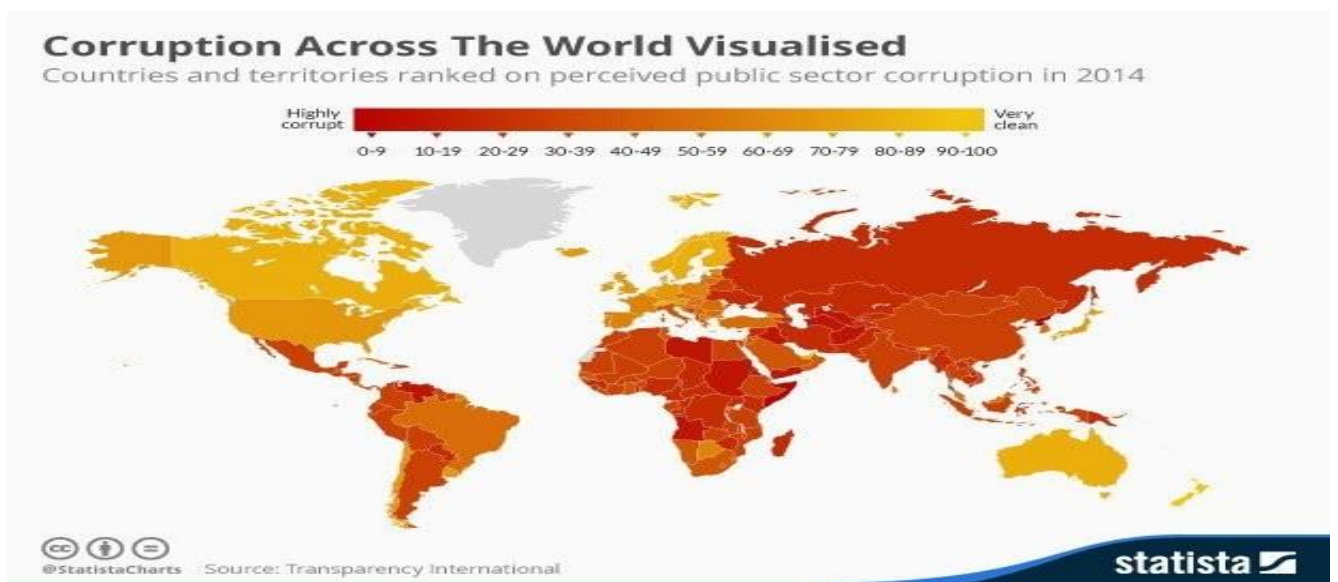 Corruption Across The World Visualised
Countries and territories ranked on perceived public sector corruption in 2014
Highly corrupt
Very clean
0-9 10-19 20-29 30-39 40-49 50-59 60-69 70-79 80-89 90-100
cc
@StatistaCharts Source: Transparency International
statista